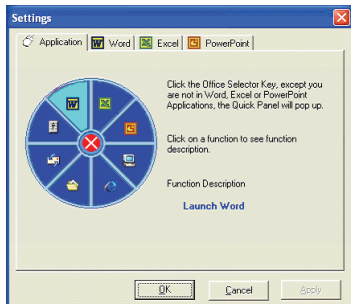 Settings
Application
Word
Excel
PowerPoint
Click the Office Selector Key, except you
are not in Word, Excel or PowerPoint
Applications, the Quick Panel will pop up.
Click on a function to see function
description.
Function Description
Launch Word
OK
Cancel
Apply